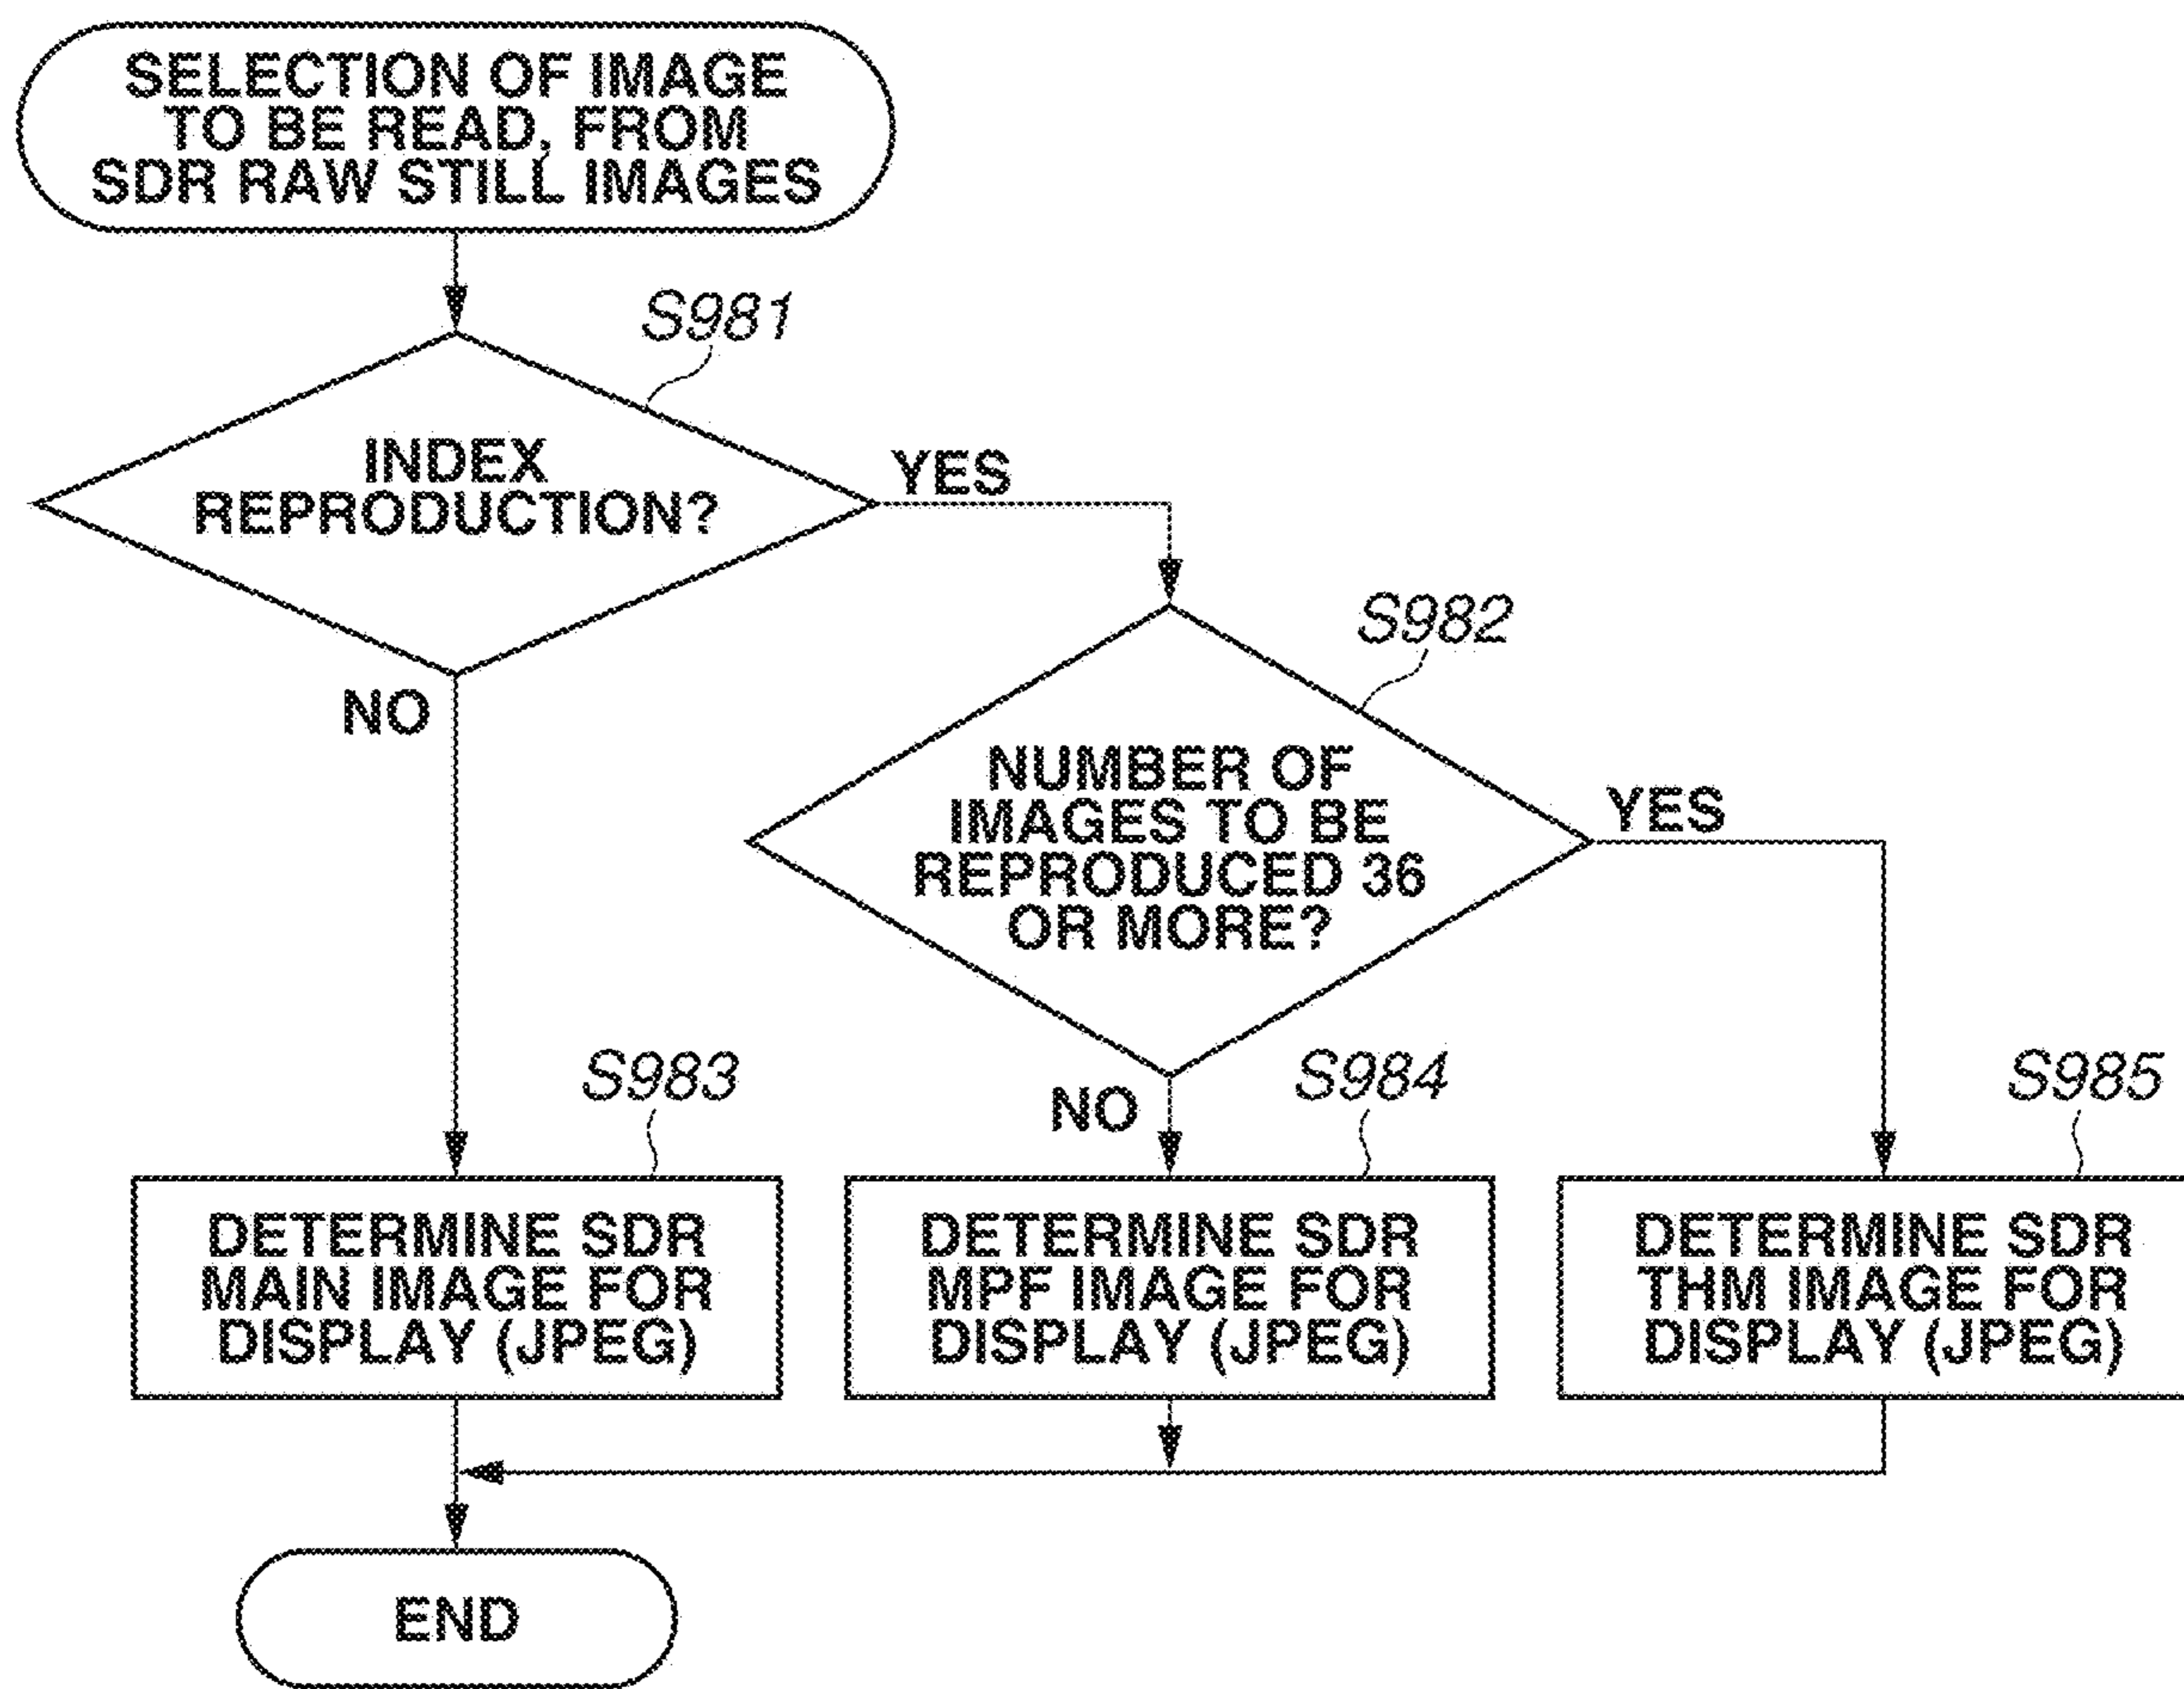 SELECTION OF IMAGE
TO BE READ, FROM
SDR RAW STILL IMAGES
S981
INDEX
REPRODUCTION?
YES
NO
S982
NUMBER OF
IMAGES TO BE
REPRODUCED 36
OR MORE?
YES
NO
S983
DETERMINE SDR
MAIN IMAGE FOR
DISPLAY (JPEG)
S984
DETERMINE SDR
MPF IMAGE FOR
DISPLAY (JPEG)
S985
DETERMINE SDR
THM IMAGE FOR
DISPLAY (JPEG)
END